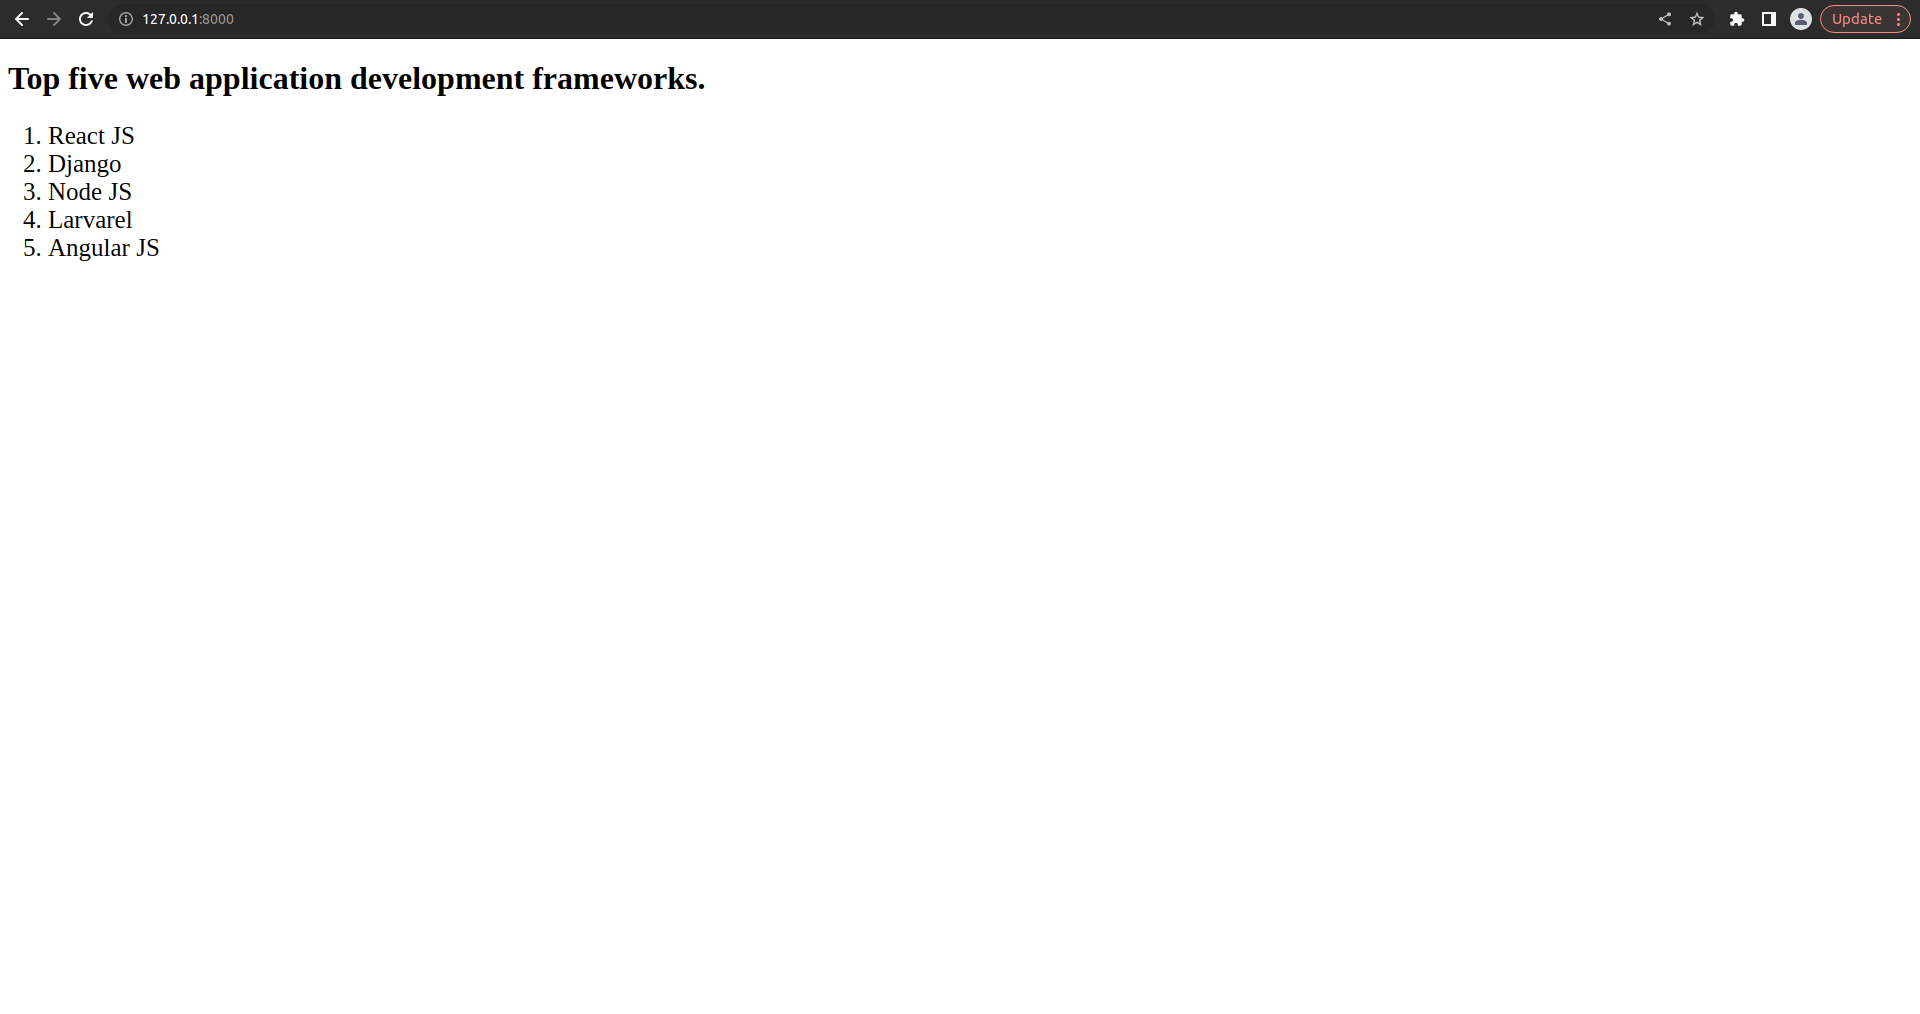 127.0.0.1:8000
Update
Top five web application development frameworks.
1. React JS
2. Django
3. Node JS
4. Larvarel
5. Angular JS